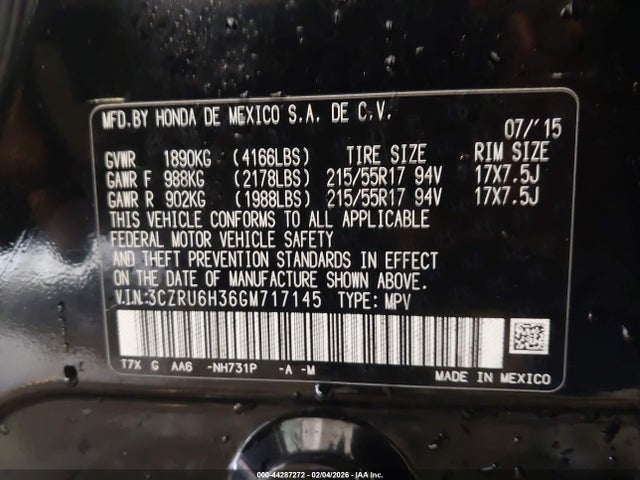 MFD.BY HONDA DE MEXICO S.A. DE C.V.
07/'15
GVWR 1890KG (4166LBS) TIRE SIZE RIM SIZE
GAWR F 988KG (2178LBS) 215/55R17 94V 17X7.5J
GAWR R 902KG (1988LBS) 215/55R17 94V 17X7.5J
THIS VEHICLE CONFORMS TO ALL APPLICABLE
FEDERAL MOTOR VEHICLE SAFETY
AND THEFT PREVENTION STANDARDS IN EFFECT
ON THE DATE OF MANUFACTURE SHOWN ABOVE.
V.I.N:3CZRU6H36GM717145 TYPE: MPV
T7X G AA6 -NH731P -A -M
MADE IN MEXICO
000-44287272 - 02/04/2026 - IAA Inc.